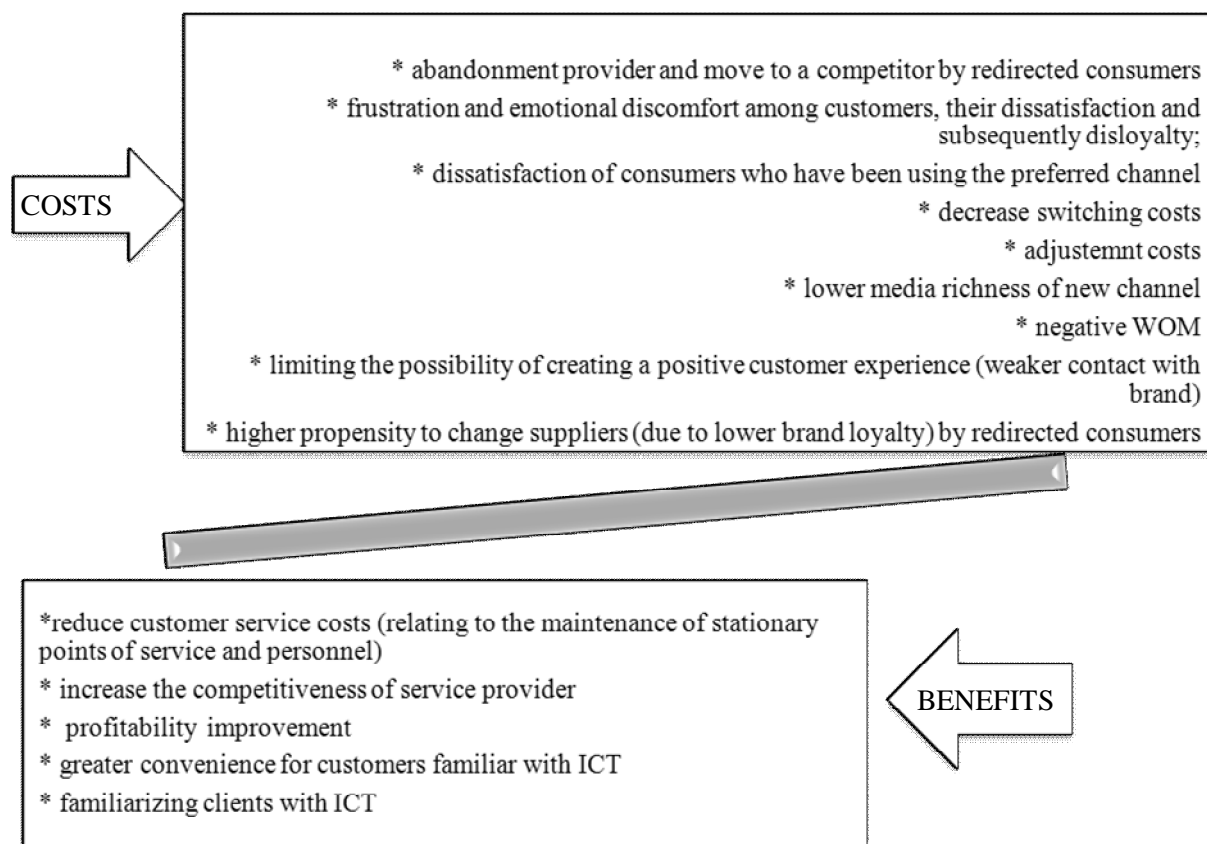 * abandonment provider and move to a competitor by redirected consumers
* frustration and emotional discomfort among customers, their dissatisfaction and
subsequently disloyalty;
* dissatisfaction of consumers who have been using the preferred channel
COSTS
* decrease switching costs
* adjustemnt costs
* lower media richness of new channel
* negative WOM
* limiting the possibility of creating a positive customer experience (weaker contact with
brand)
* higher propensity to change suppliers (due to lower brand loyalty) by redirected consumers
*reduce customer service costs (relating to the maintenance of stationary
points of service and personnel)
* increase the competitiveness of service provider
BENEFITS
* profitability improvement
* greater convenience for customers familiar with ICT
* familiarizing clients with ICT